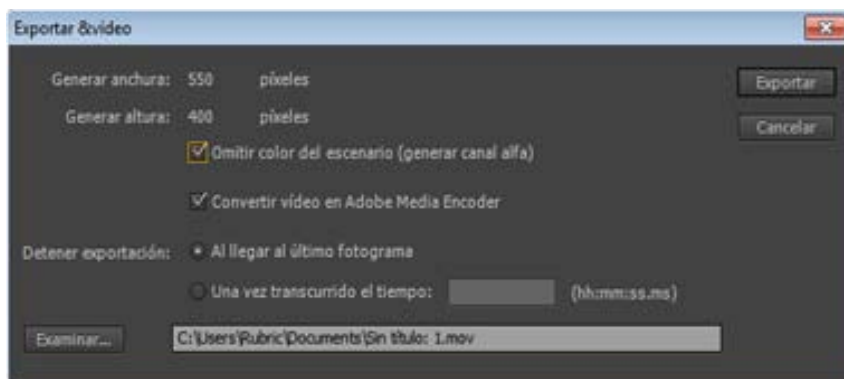 Exportar &vídeo
Generar anchura: 550 píxeles
Exportar
Generar altura: 400 píxeles
Cancelar
Omitir color del escenario (generar canal alfa)
Convertir vídeo en Adobe Media Encoder
Detener exportación: Al llegar al último fotograma
Una vez transcurrido el tiempo: (hh:mm:ss.ms)
Examinar... C:\Users\Rubric\Documents\Sin título: 1.mov